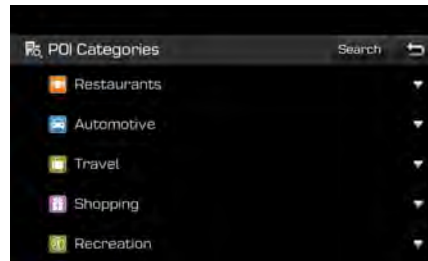 POI Categories Search
Restaurants
Automotive
Travel
Shopping
Recreation